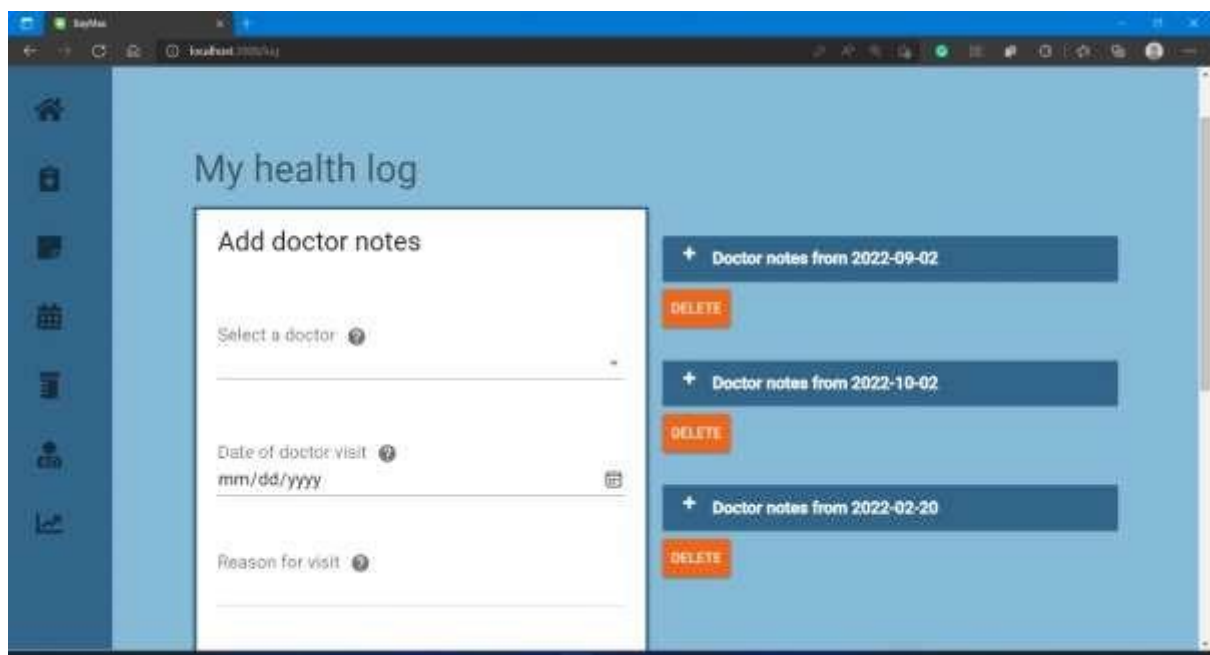 BayMax
localhost
My health log
Add doctor notes
Select a doctor
Date of doctor visit
mm/dd/yyyy
Reason for visit
Doctor notes from 2022-09-02
DELETE
Doctor notes from 2022-10-02
DELETE
Doctor notes from 2022-02-20
DELETE